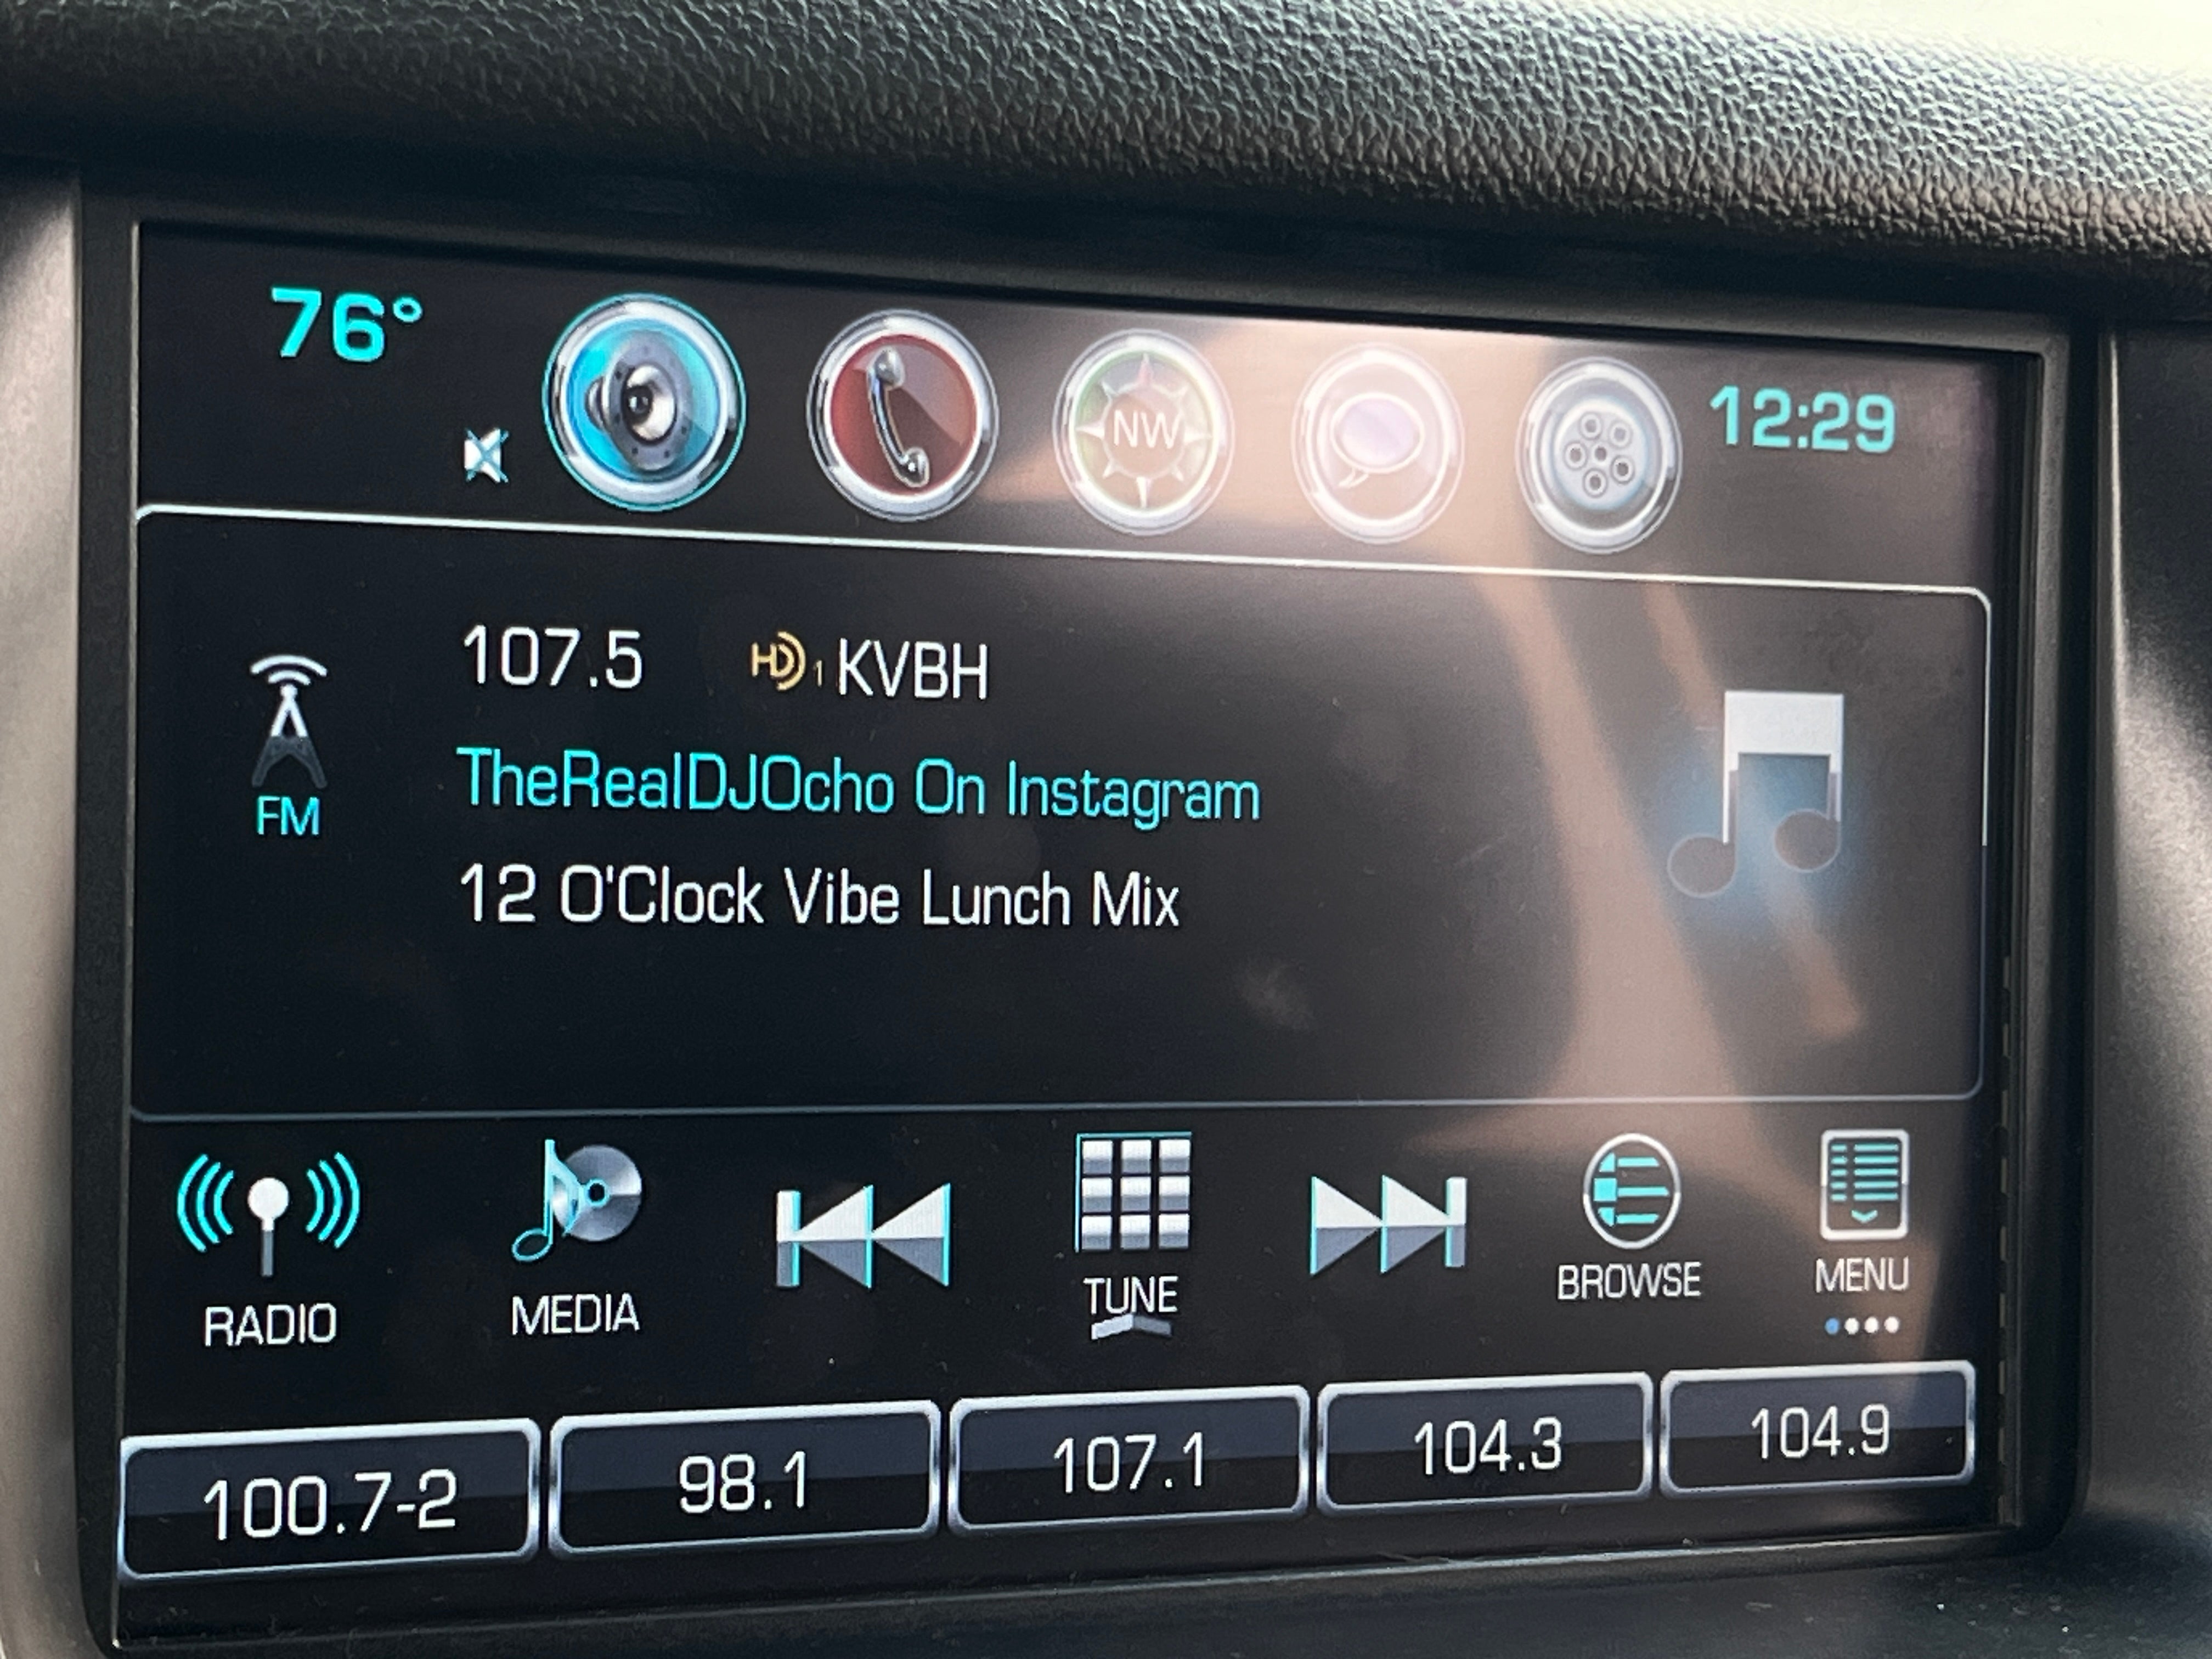 76°
NW
12:29
107.5 HD 1 KVBH
FM
TheRealDJOcho On Instagram
12 O'Clock Vibe Lunch Mix
RADIO
MEDIA
TUNE
BROWSE
MENU
100.7-2
98.1
107.1
104.3
104.9